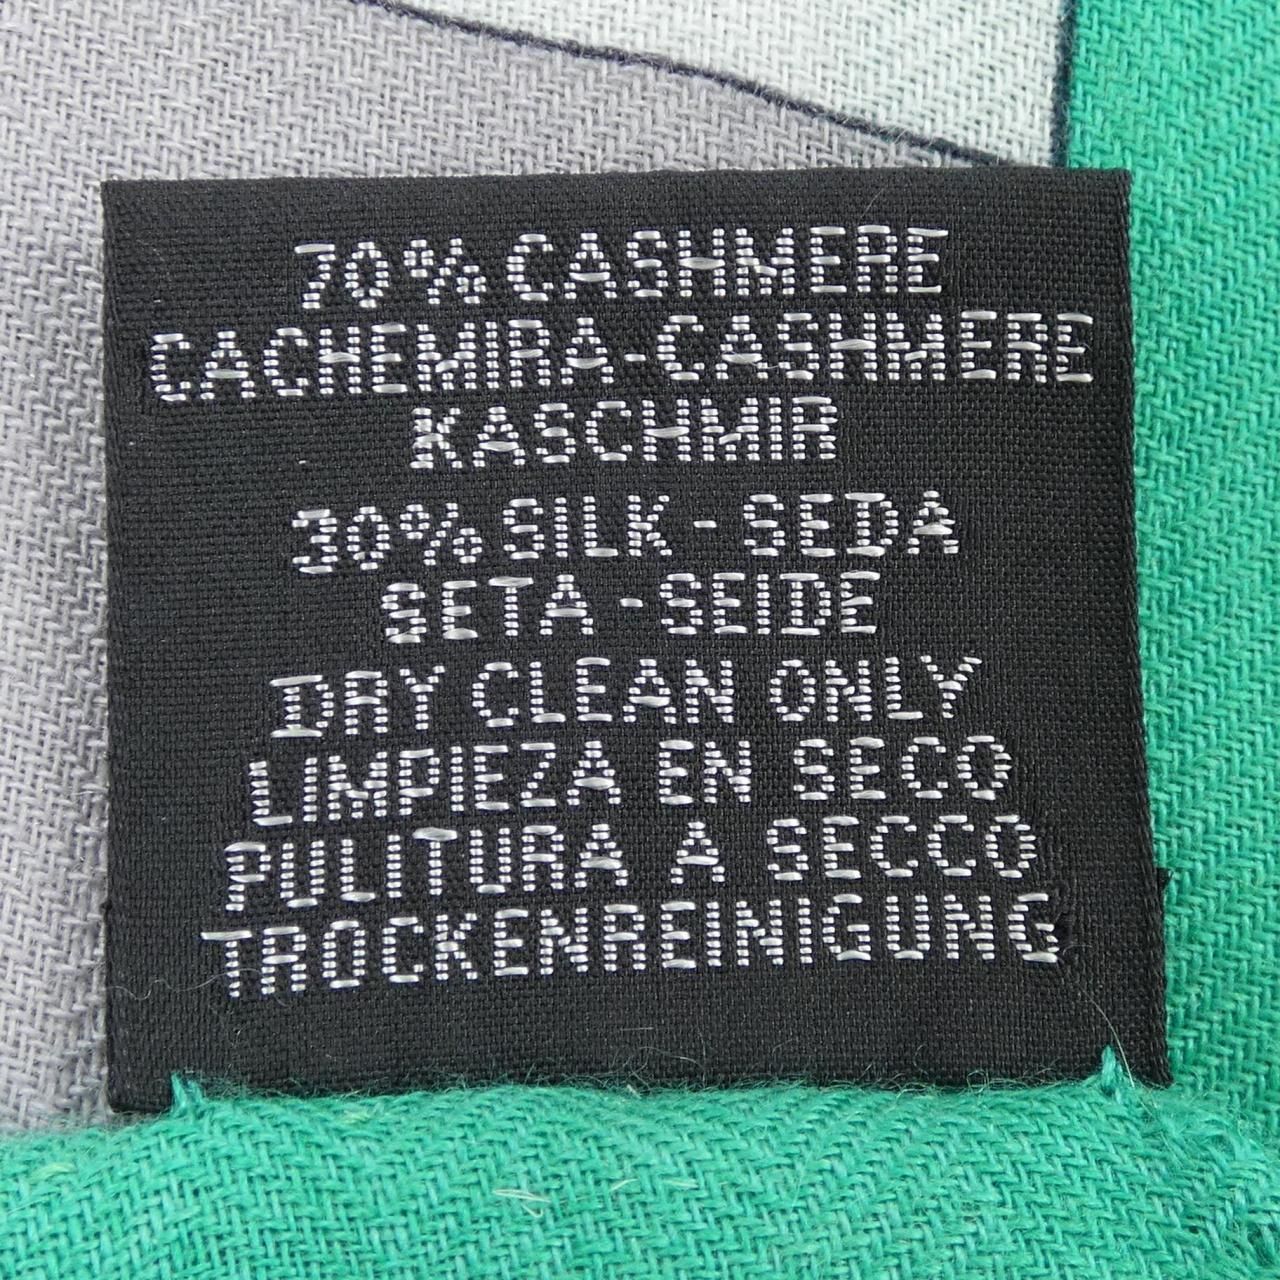 70% CASHMERE
CACHEMIRA-CASHMERE
KASCHMIR
30% SILK - SEDA
SETA - SEIDE
DRY CLEAN ONLY
LIMPIEZA EN SECO
PULITURA A SECCO
TROCKENREINIGUNG